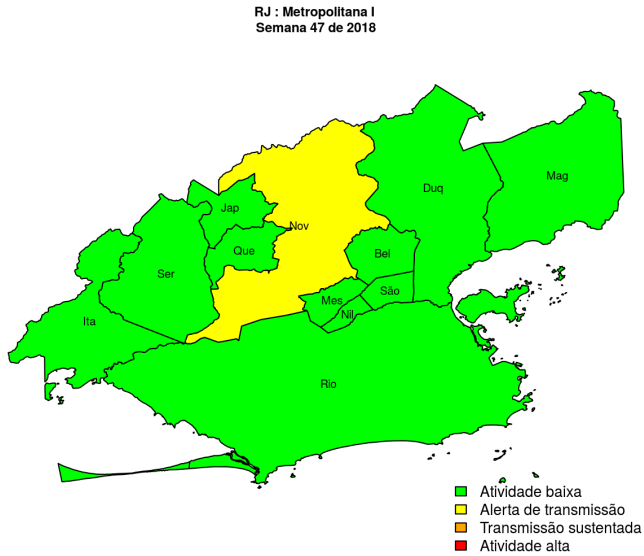 RJ : Metropolitana I
Semana 47 de 2018
Mag
Duq
Jap
Nov
Que
Bel
Ser
São
Mes
Nil
Ita
Rio
Atividade baixa
Alerta de transmissão
Transmissão sustentada
Atividade alta